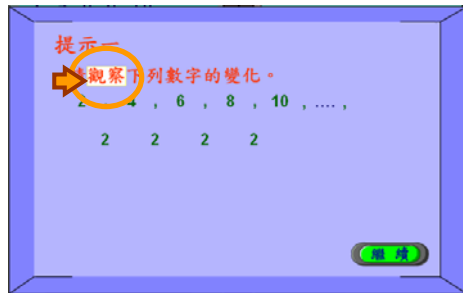 提示一
觀察下列數字的變化。
2 , 4 , 6 , 8 , 10 , .... ,
2 2 2 2
繼續